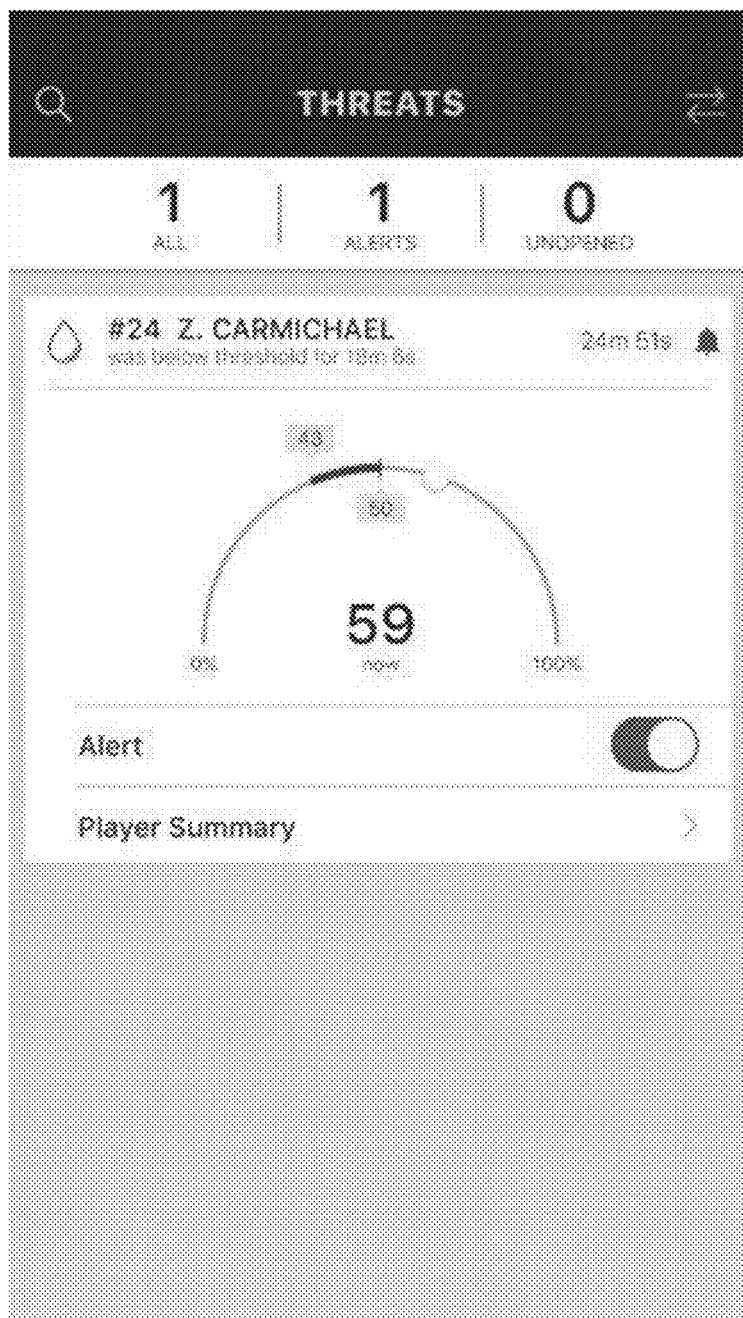 THREATS
1 1 0
ALL ALERTS UNOPENED
#24 Z. CARMICHAEL
was below threshold for 18m 6s
24m 51s
43
50
59
now
0% 100%
Alert
Player Summary